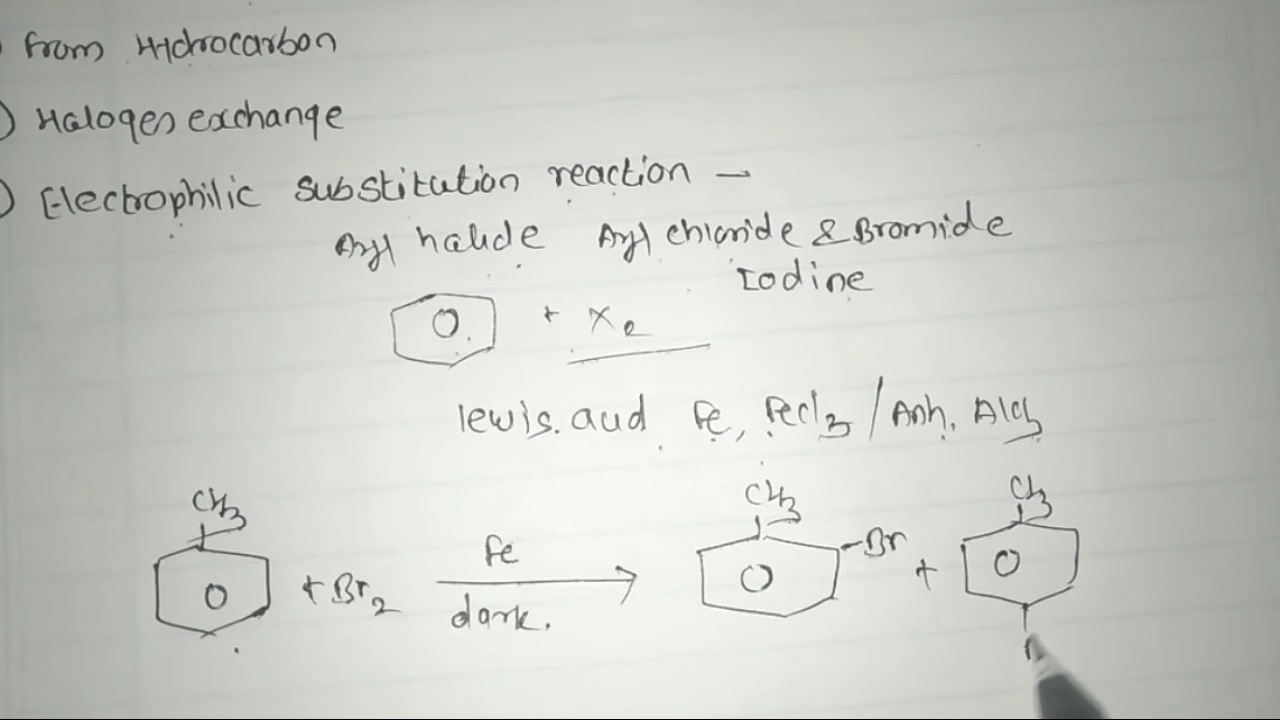 ) from Hydrocarbon
) Halogen exchange
) Electrophilic substitution reaction -
Aryl halide Aryl chloride & Bromide
Iodine
+ X2
lewis. acid Fe, FeCl3 / Anh. AlCl3
CH3 CH3 CH3
+ Br2 Fe dark. -Br +